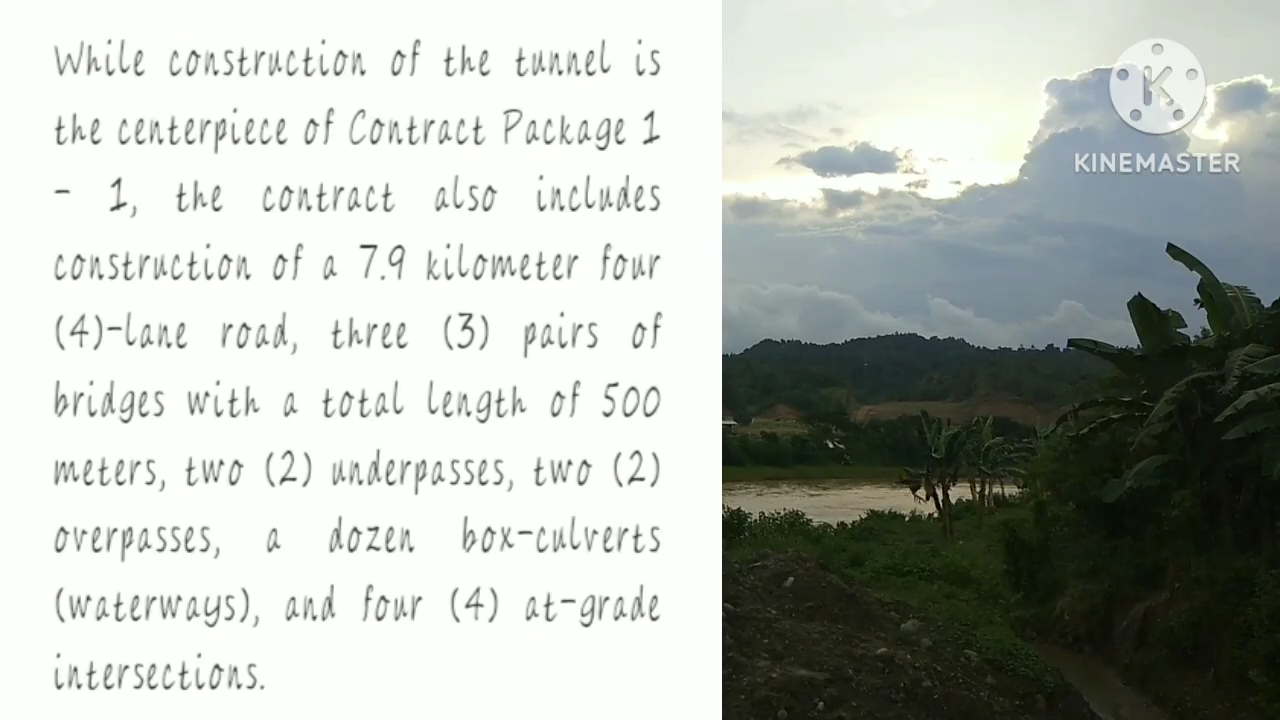 While construction of the tunnel is
the centerpiece of Contract Package 1
- 1, the contract also includes
construction of a 7.9 kilometer four
(4)-lane road, three (3) pairs of
bridges with a total length of 500
meters, two (2) underpasses, two (2)
overpasses, a dozen box-culverts
(waterways), and four (4) at-grade
intersections.
K
KINEMASTER